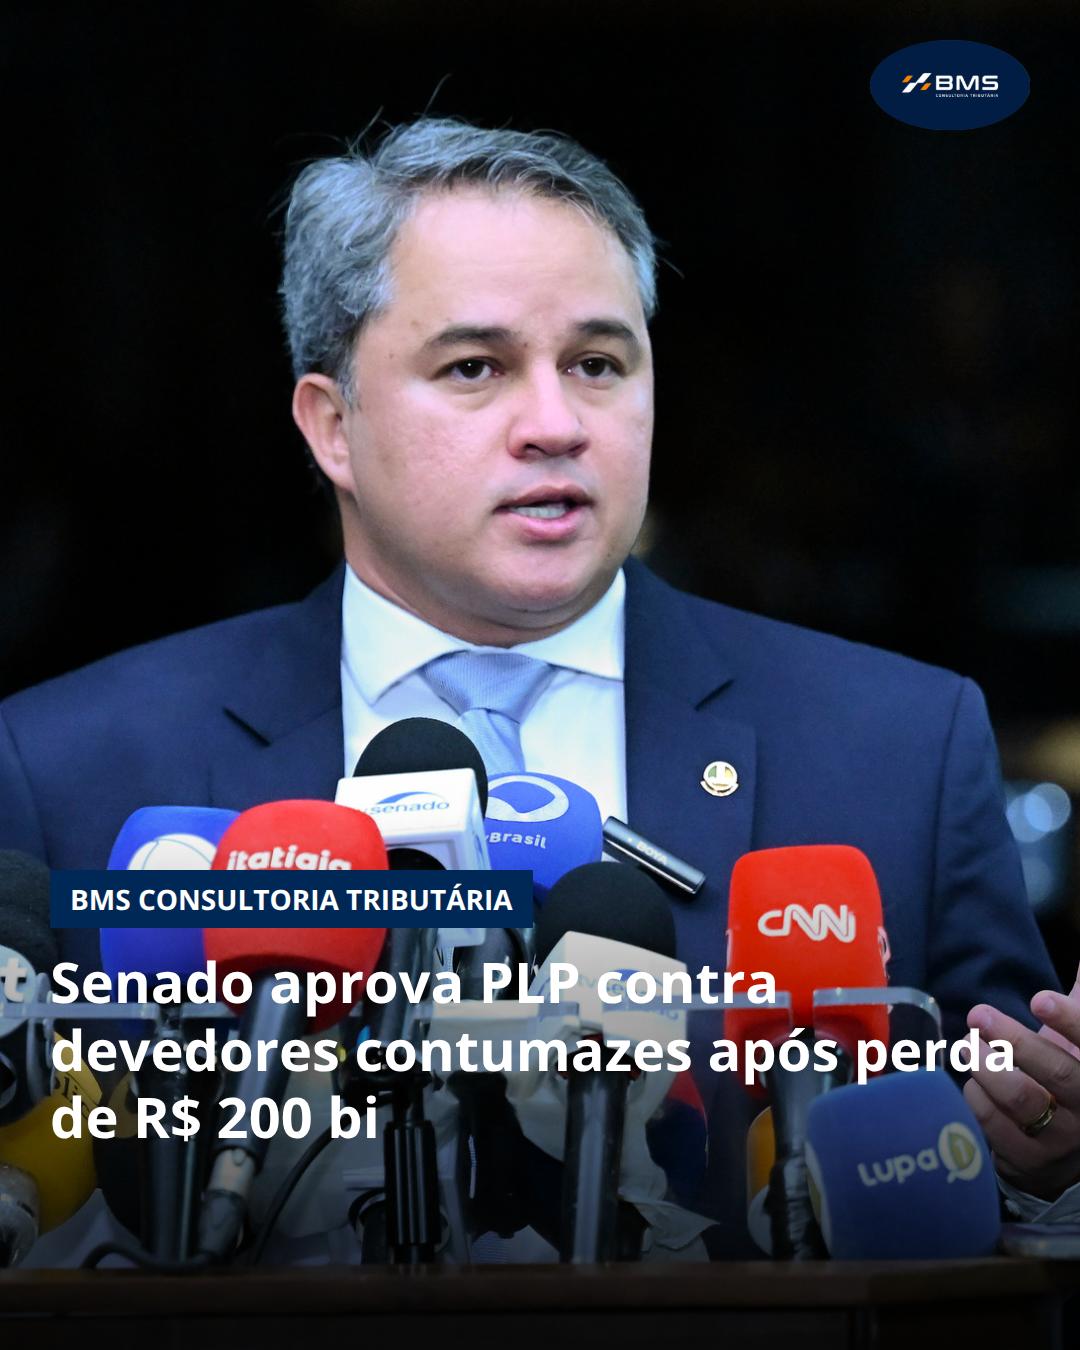 BMS
CONSULTORIA TRIBUTÁRIA
senado
Brasil
itatiaia
BOYA
CNN
BMS CONSULTORIA TRIBUTÁRIA
Senado aprova PLP contra
devedores contumazes após perda
de R$ 200 bi
Lupa